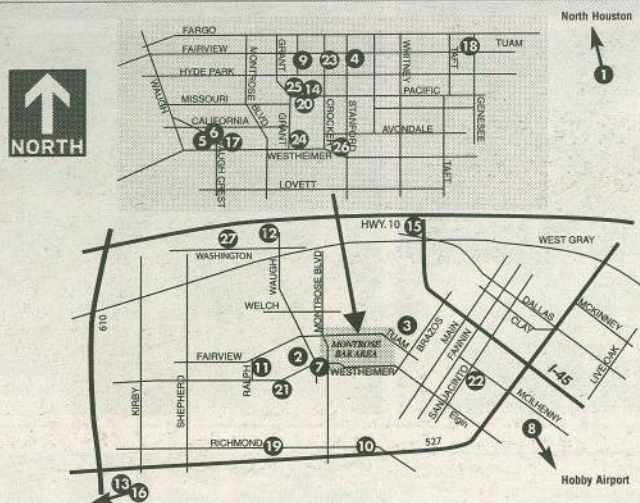 North Houston
1
NORTH
FARGO
FAIRVIEW
TUAM
HYDE PARK
MISSOURI
PACIFIC
CALIFORNIA
AVONDALE
WESTHEIMER
LOVETT
WAUGH
MONTROSE BLVD
GRANT
GRANT
CROCKER
STANFORD
WHITNEY
TAFT
TAFT
GENESEE
18
9
23
4
25
14
20
6
5
17
24
26
HWY. 10
15
27
12
WASHINGTON
WEST GRAY
WAUGH
MONTROSE BLVD
WELCH
610
KIRBY
SHEPHERD
FAIRVIEW
RALPH
11
2
7
21
MONTROSE
BAR AREA
WESTHEIMER
3
TUAM
BRAZOS
MAIN
FANNIN
SAN JACINTO
22
Elgin
DALLAS
CLAY
MCKINNEY
LIVE OAK
I-45
MCILHENNY
RICHMOND
19
10
527
8
Hobby Airport
13
16